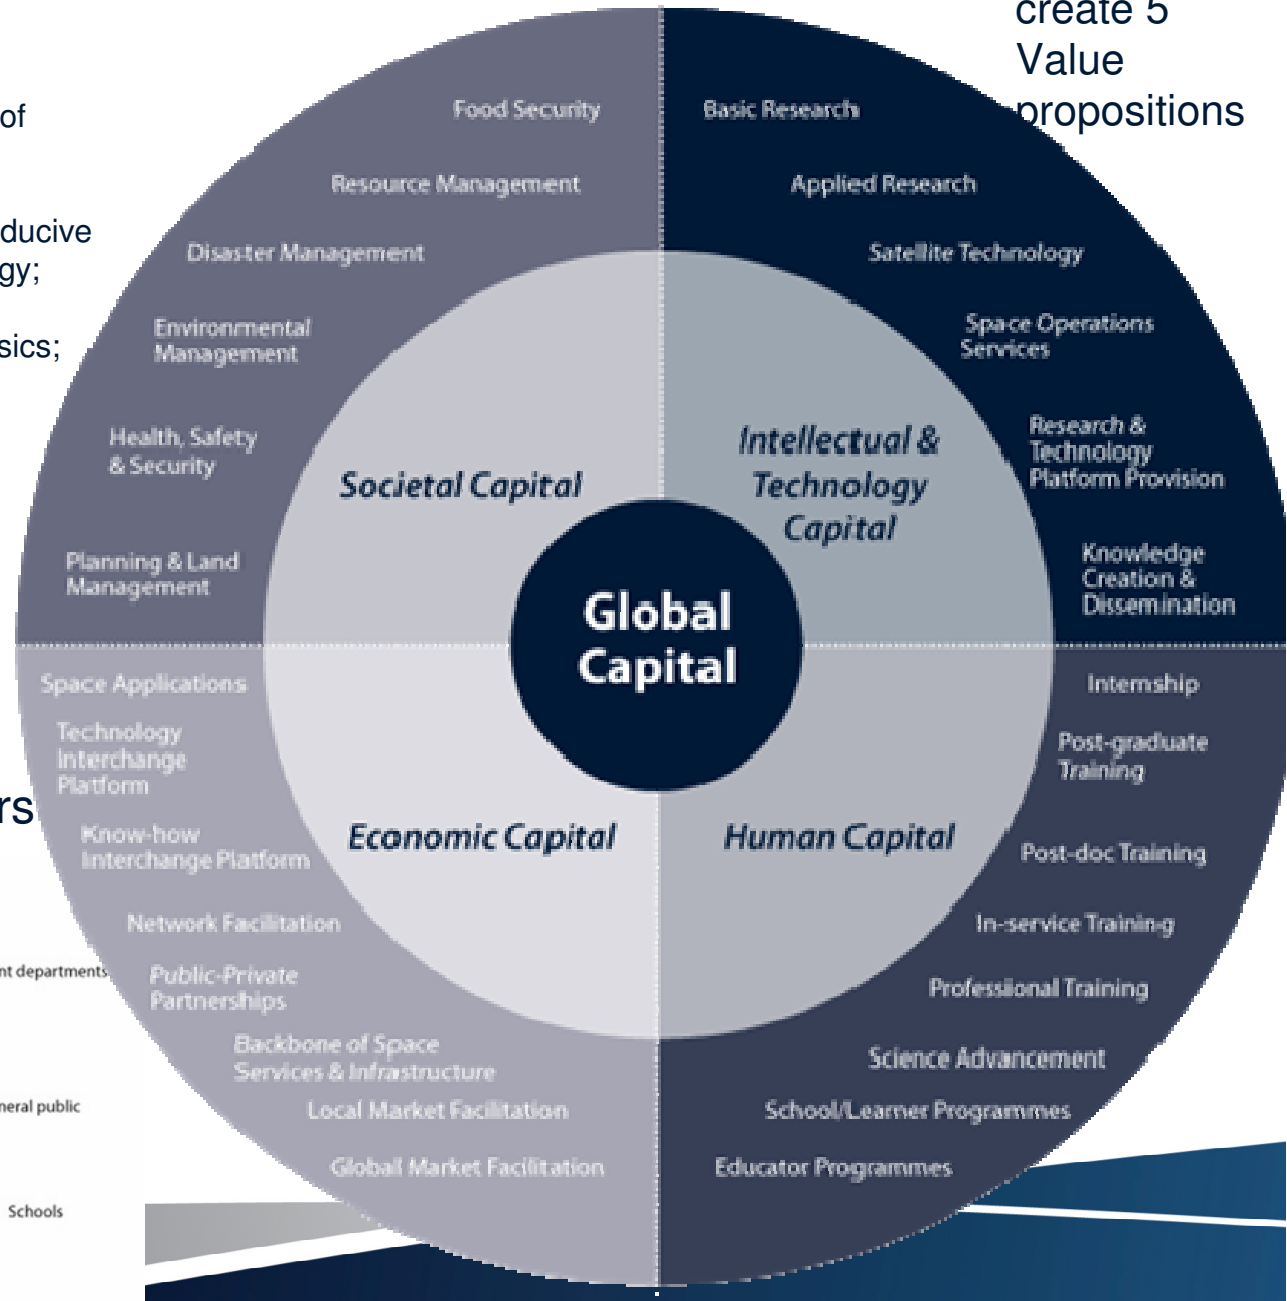 create 5
Value
propositions
of
ducive
gy;
sics;
rs
nt departments
neral public
Schools
Food Security
Resource Management
Disaster Management
Environmental
Management
Health, Safety
& Security
Planning & Land
Management
Basic Research
Applied Research
Satellite Technology
Space Operations
Services
Research &
Technology
Platform Provision
Knowledge
Creation &
Dissemination
Societal Capital
Intellectual &
Technology
Capital
Global
Capital
Economic Capital
Human Capital
Space Applications
Technology
Interchange
Platform
Know-how
Interchange Platform
Network Facilitation
Public-Private
Partnerships
Backbone of Space
Services & Infrastructure
Local Market Facilitation
Global Market Facilitation
Internship
Post-graduate
Training
Post-doc Training
In-service Training
Professional Training
Science Advancement
School/Learner Programmes
Educator Programmes